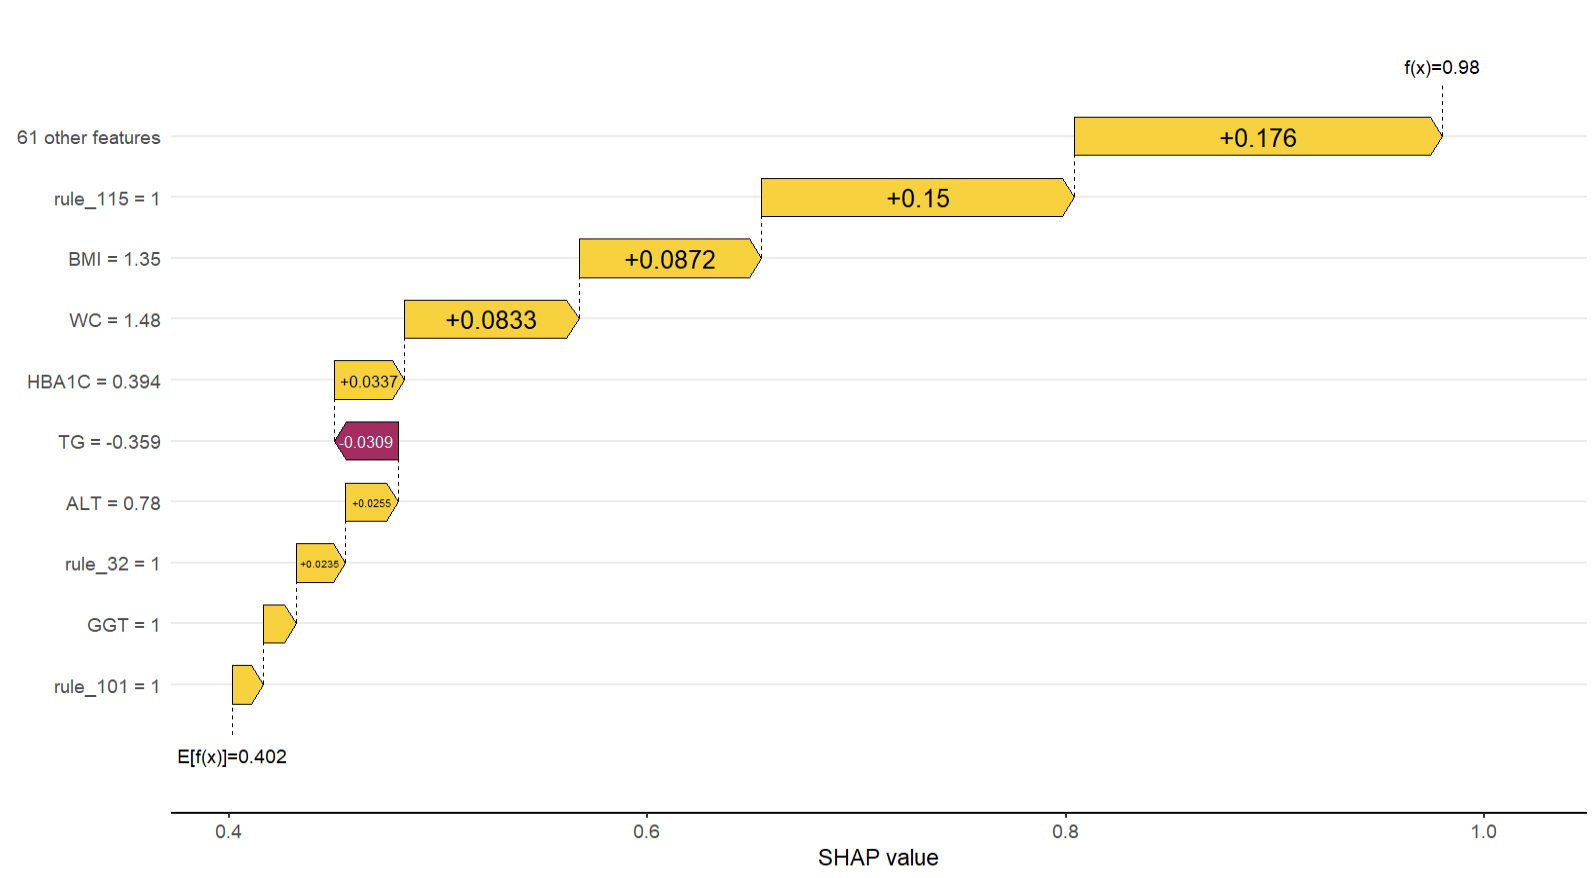 f(x)=0.98
61 other features +0.176
rule_115 = 1 +0.15
BMI = 1.35 +0.0872
WC = 1.48 +0.0833
HBA1C = 0.394 +0.0337
TG = -0.359 -0.0309
ALT = 0.78 +0.0255
rule_32 = 1 +0.0235
GGT = 1
rule_101 = 1
E[f(x)]=0.402
0.4 0.6 0.8 1.0
SHAP value